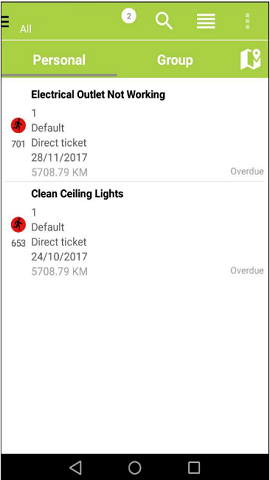 All
2
Personal
Group
Electrical Outlet Not Working
1
Default
701
Direct ticket
28/11/2017
5708.79 KM
Overdue
Clean Ceiling Lights
1
Default
653
Direct ticket
24/10/2017
5708.79 KM
Overdue